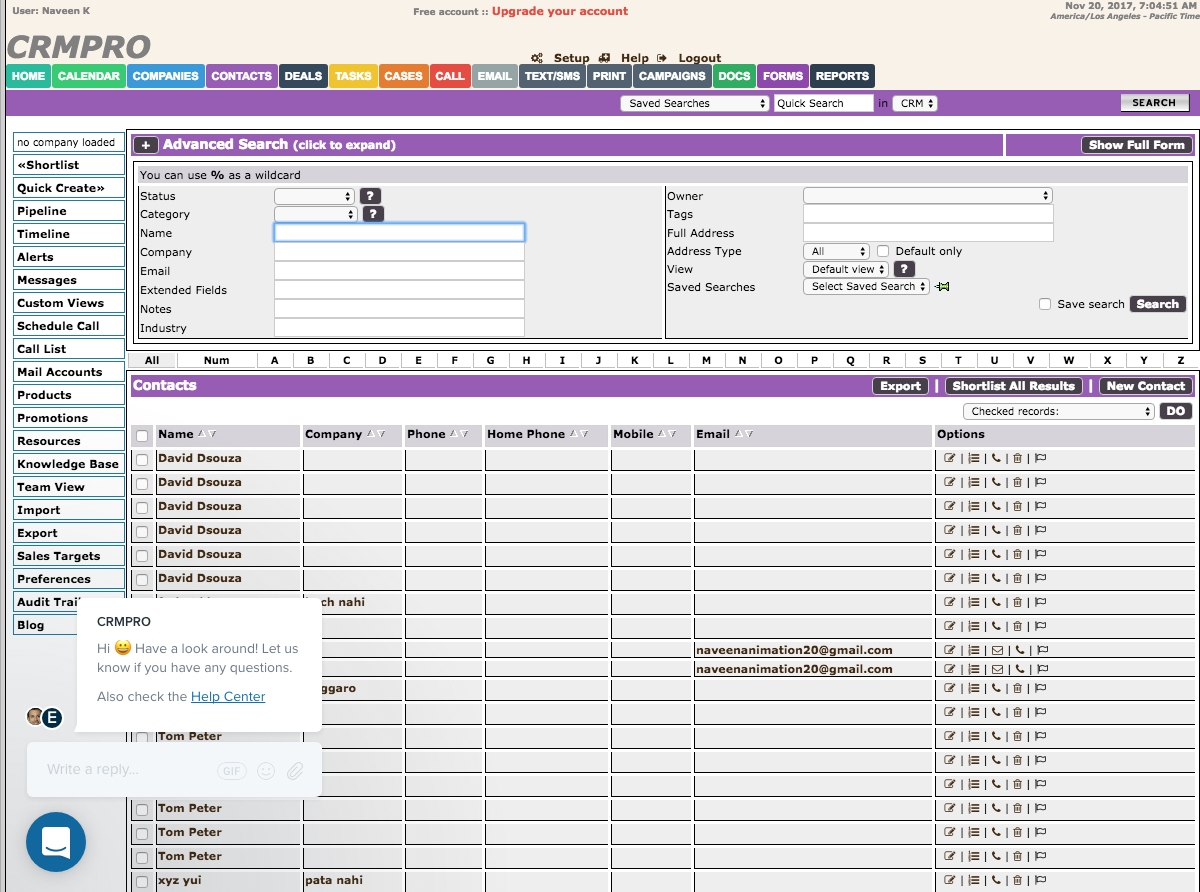 User: Naveen K
Free account :: Upgrade your account
Nov 20, 2017, 7:04:51 AM
America/Los Angeles - Pacific Time
CRMPRO
Setup Help Logout
HOME CALENDAR COMPANIES CONTACTS DEALS TASKS CASES CALL EMAIL TEXT/SMS PRINT CAMPAIGNS DOCS FORMS REPORTS
Saved Searches Quick Search in CRM SEARCH
no company loaded
«Shortlist
Quick Create»
Pipeline
Timeline
Alerts
Messages
Custom Views
Schedule Call
Call List
Mail Accounts
Products
Promotions
Resources
Knowledge Base
Team View
Import
Export
Sales Targets
Preferences
Audit Trai
Blog
+ Advanced Search (click to expand) Show Full Form
You can use % as a wildcard
Status ?
Category ?
Name
Company
Email
Extended Fields
Notes
Industry
Owner
Tags
Full Address
Address Type All Default only
View Default view ?
Saved Searches Select Saved Search
Save search Search
All Num A B C D E F G H I J K L M N O P Q R S T U V W X Y Z
Contacts Export | Shortlist All Results | New Contact
Checked records: DO
Name Company Phone Home Phone Mobile Email Options
David Dsouza
David Dsouza
David Dsouza
David Dsouza
David Dsouza
David Dsouza
ch nahi
naveenanimation20@gmail.com
naveenanimation20@gmail.com
ggaro
Tom Peter
Tom Peter
Tom Peter
Tom Peter
xyz yui pata nahi
CRMPRO
Hi 😀 Have a look around! Let us
know if you have any questions.
Also check the Help Center
E
Write a reply... GIF